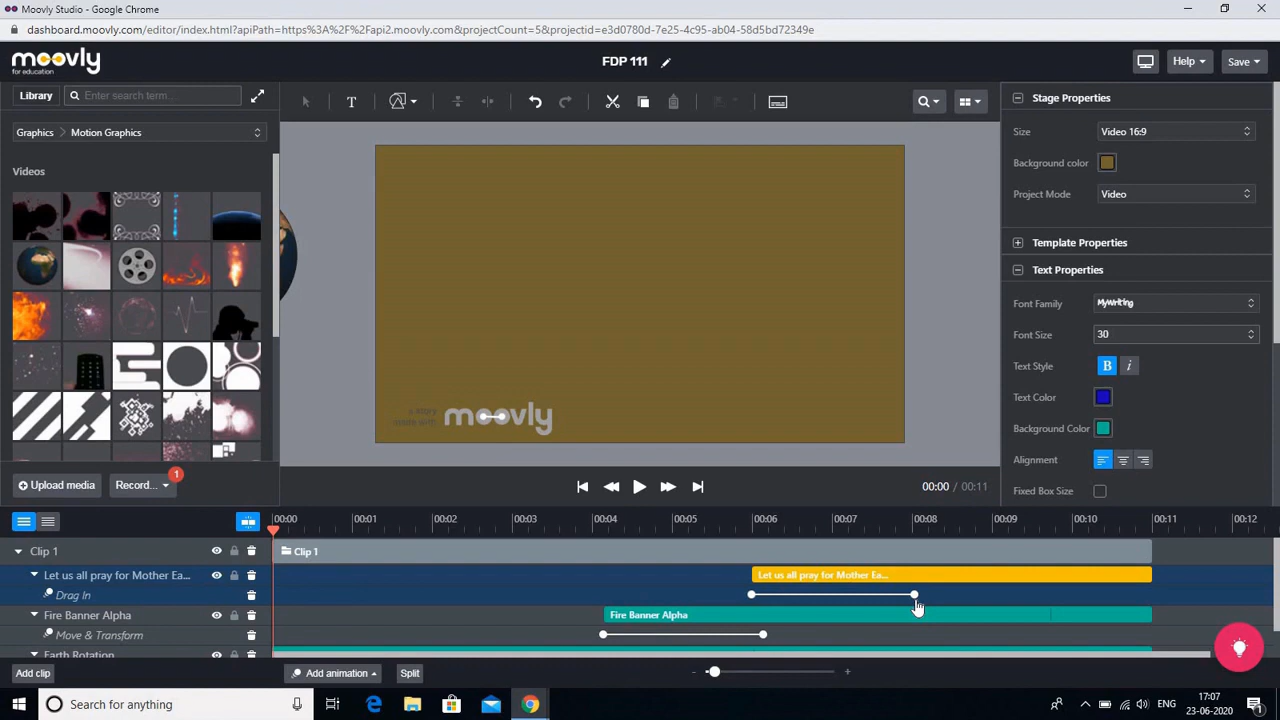 Moovly Studio - Google Chrome
dashboard.moovly.com/editor/index.html?apiPath=https%3A%2F%2Fapi2.moovly.com&projectCount=5&projectid=e3d0780d-7e25-4c95-ab04-58d5bd72349e
moovly
for education
FDP 111
Help
Save
Library
Enter search term...
T
Graphics
Motion Graphics
Videos
Upload media
Record...
1
a story
made with
moovly
00:00 / 00:11
Stage Properties
Size
Video 16:9
Background color
Project Mode
Video
Template Properties
Text Properties
Font Family
MyWriting
Font Size
30
Text Style
B
i
Text Color
Background Color
Alignment
Fixed Box Size
00:00
00:01
00:02
00:03
00:04
00:05
00:06
00:07
00:08
00:09
00:10
00:11
00:12
Clip 1
Clip 1
Let us all pray for Mother Ea...
Let us all pray for Mother Ea...
Drag In
Fire Banner Alpha
Fire Banner Alpha
Move & Transform
Earth Rotation
Add clip
Add animation
Split
- +
Type here to search
ENG
17:07
23-06-2020
1